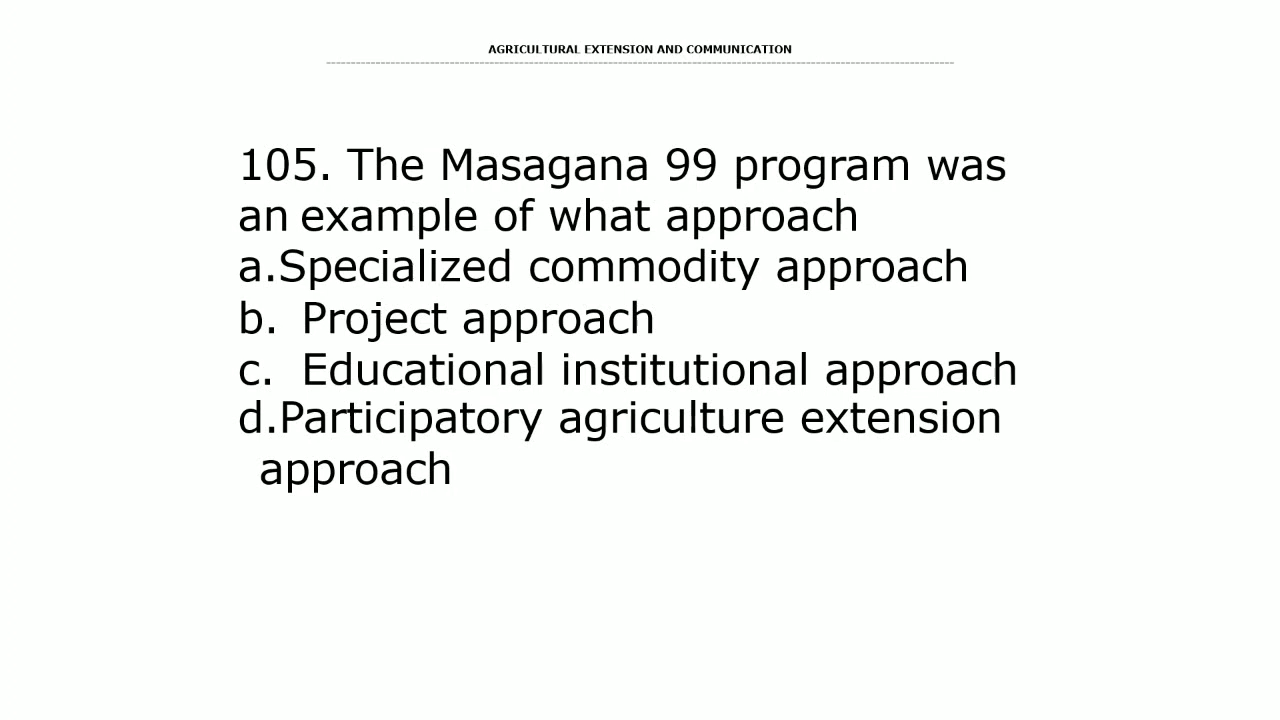 AGRICULTURAL EXTENSION AND COMMUNICATION
105. The Masagana 99 program was
an example of what approach
a.Specialized commodity approach
b. Project approach
c. Educational institutional approach
d.Participatory agriculture extension
approach